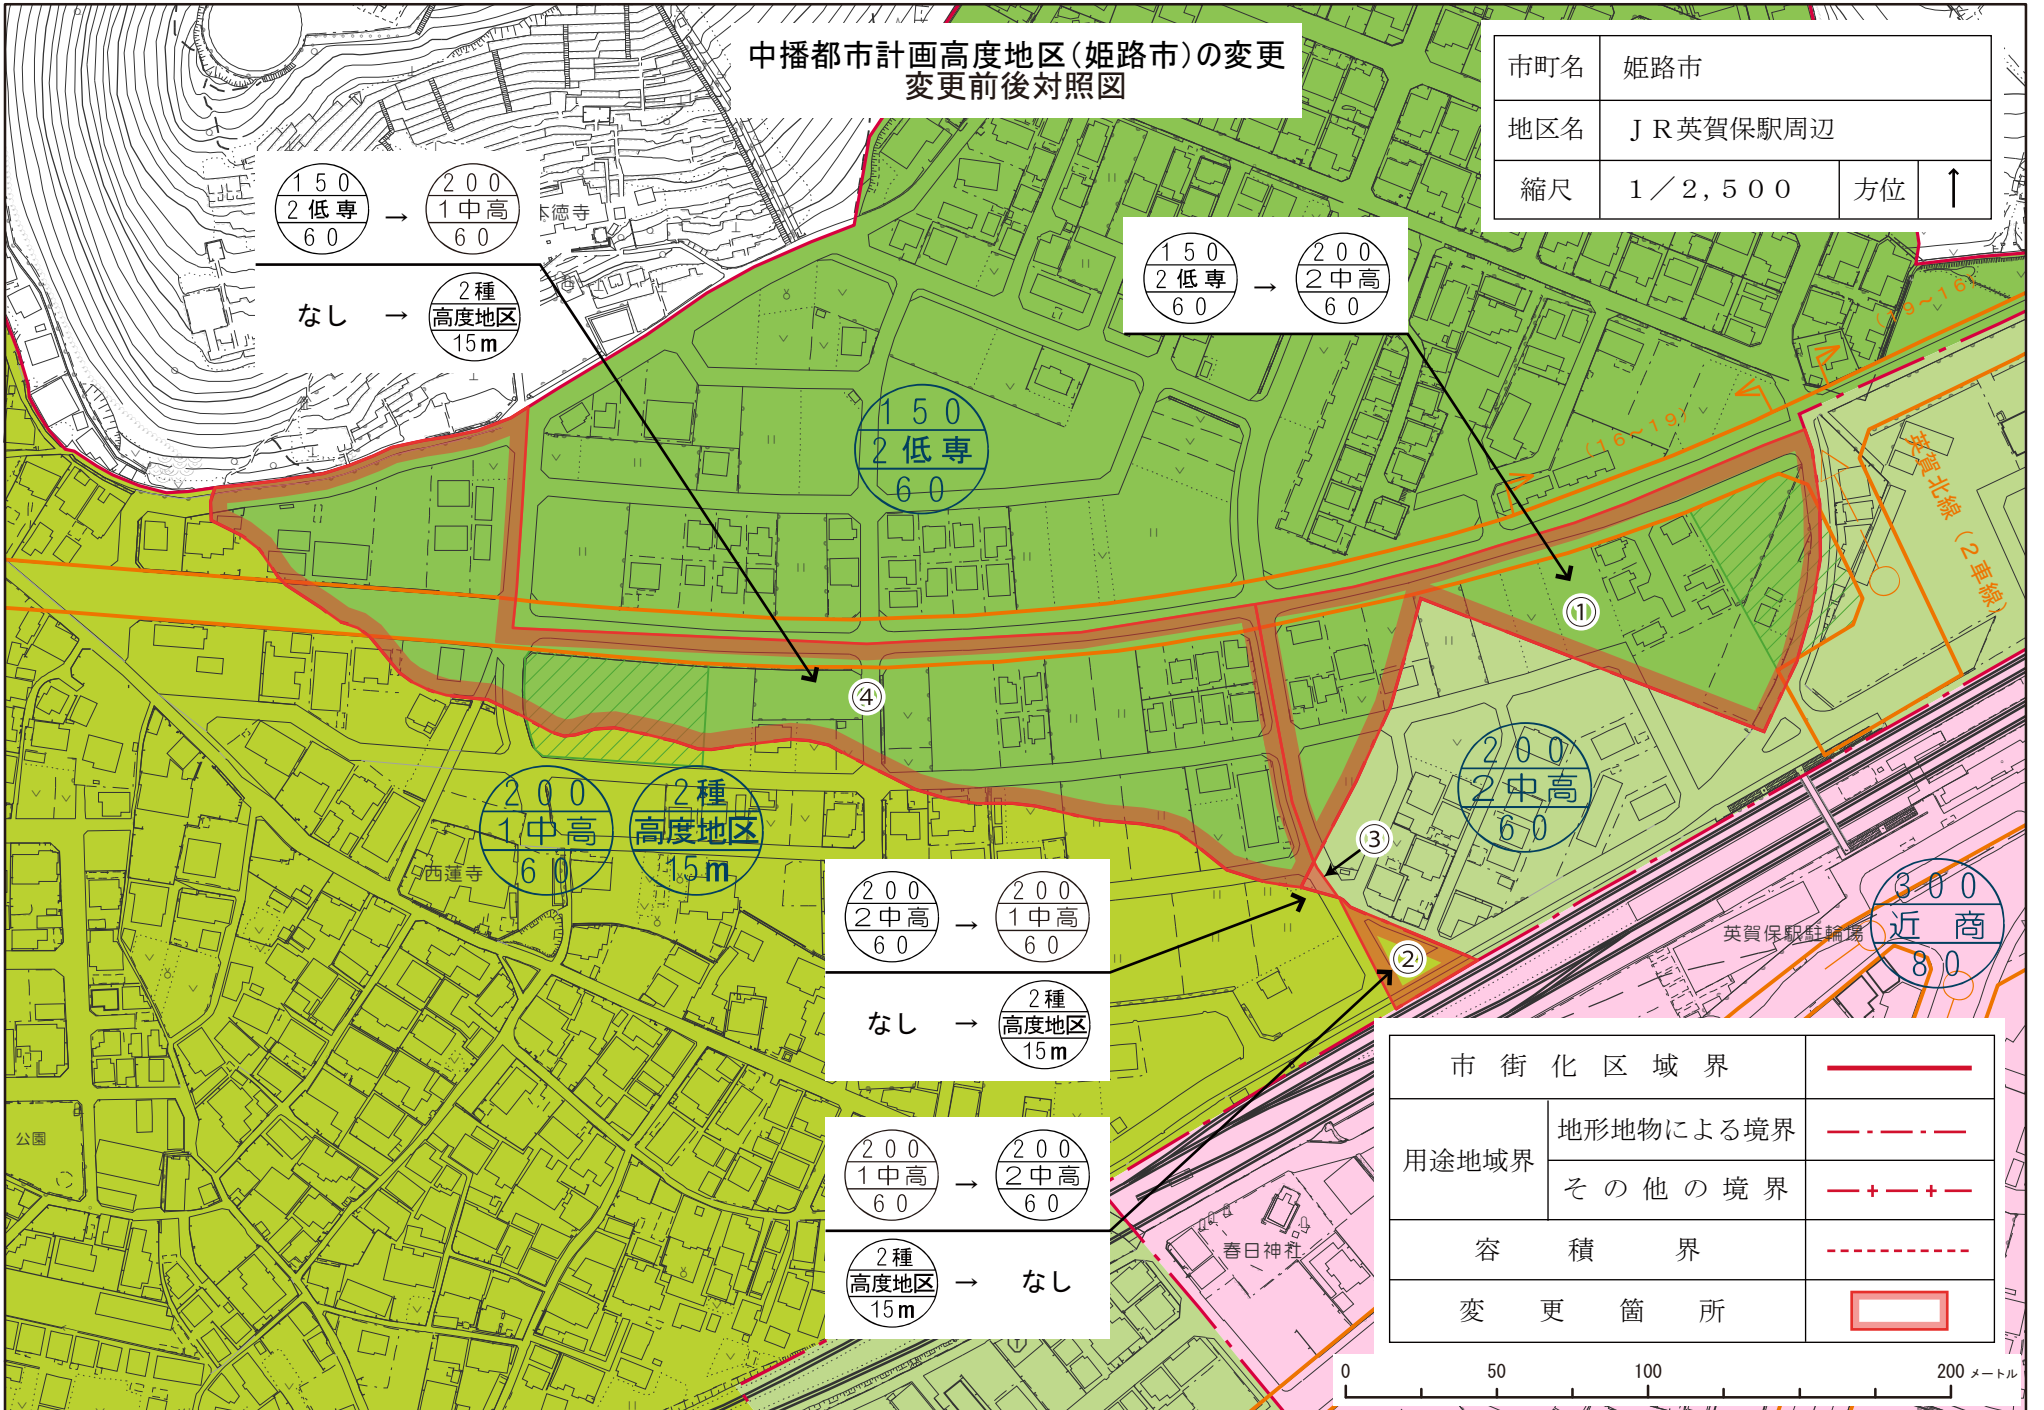 中播都市計画高度地区(姫路市)の変更
変更前後対照図
市町名 姫路市
地区名 JR英賀保駅周辺
縮尺 1/2,500 方位 ↑
150 200
2低専 → 1中高
60 60
なし → 2種
高度地区
15m
本徳寺
150 200
2低専 → 2中高
60 60
(19~16)
(16~19)
英賀北線(2車線)
150
2低専
60
①
④
200
2中高
60
200
1中高
60
2種
高度地区
15m
西蓮寺
③
②
200 200
2中高 → 1中高
60 60
なし → 2種
高度地区
15m
300
近商
80
英賀保駅駐輪場
200 200
1中高 → 2中高
60 60
2種
高度地区 → なし
15m
公園
春日神社
市街化区域界
用途地域界
地形地物による境界
その他の境界
容積界
変更箇所
0 50 100 200 メートル